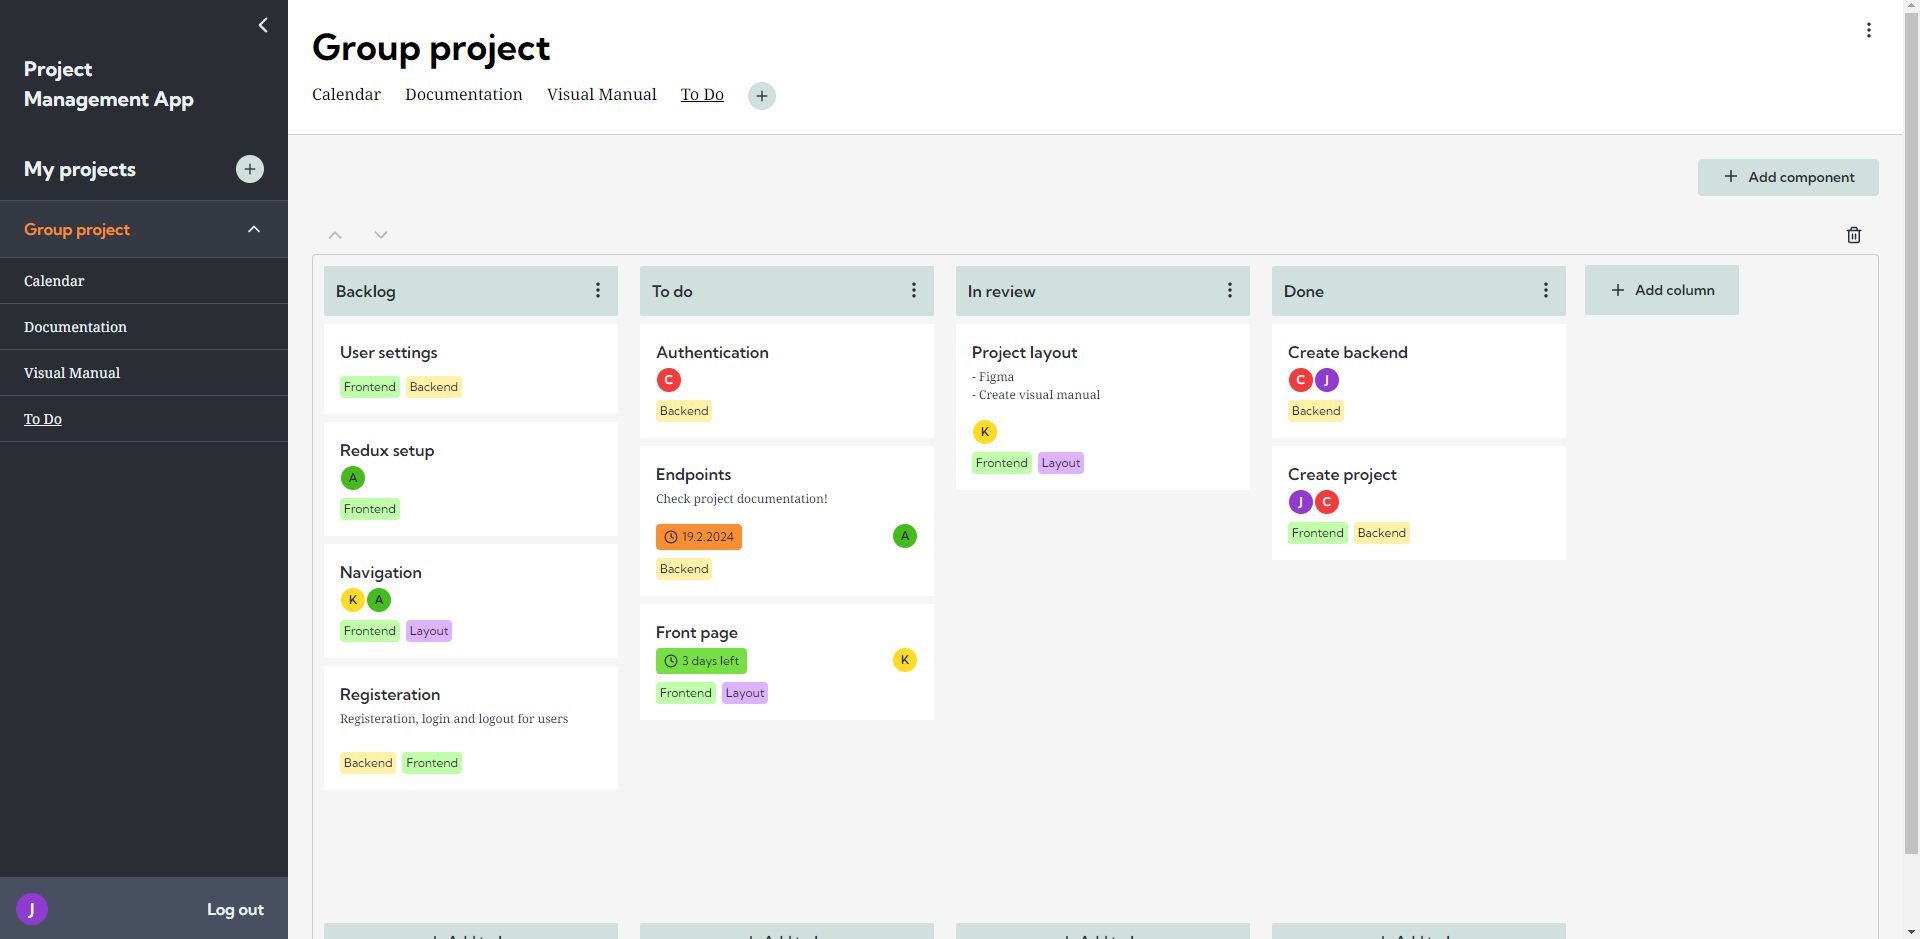 Project
Management App
My projects
Group project
Calendar
Documentation
Visual Manual
To Do
J
Log out
Group project
Calendar Documentation Visual Manual To Do
Add component
Backlog
User settings
Frontend Backend
Redux setup
A
Frontend
Navigation
K A
Frontend Layout
Registeration
Registeration, login and logout for users
Backend Frontend
To do
Authentication
C
Backend
Endpoints
Check project documentation!
19.2.2024 A
Backend
Front page
3 days left K
Frontend Layout
In review
Project layout
- Figma
- Create visual manual
K
Frontend Layout
Done
Create backend
C J
Backend
Create project
J C
Frontend Backend
Add column